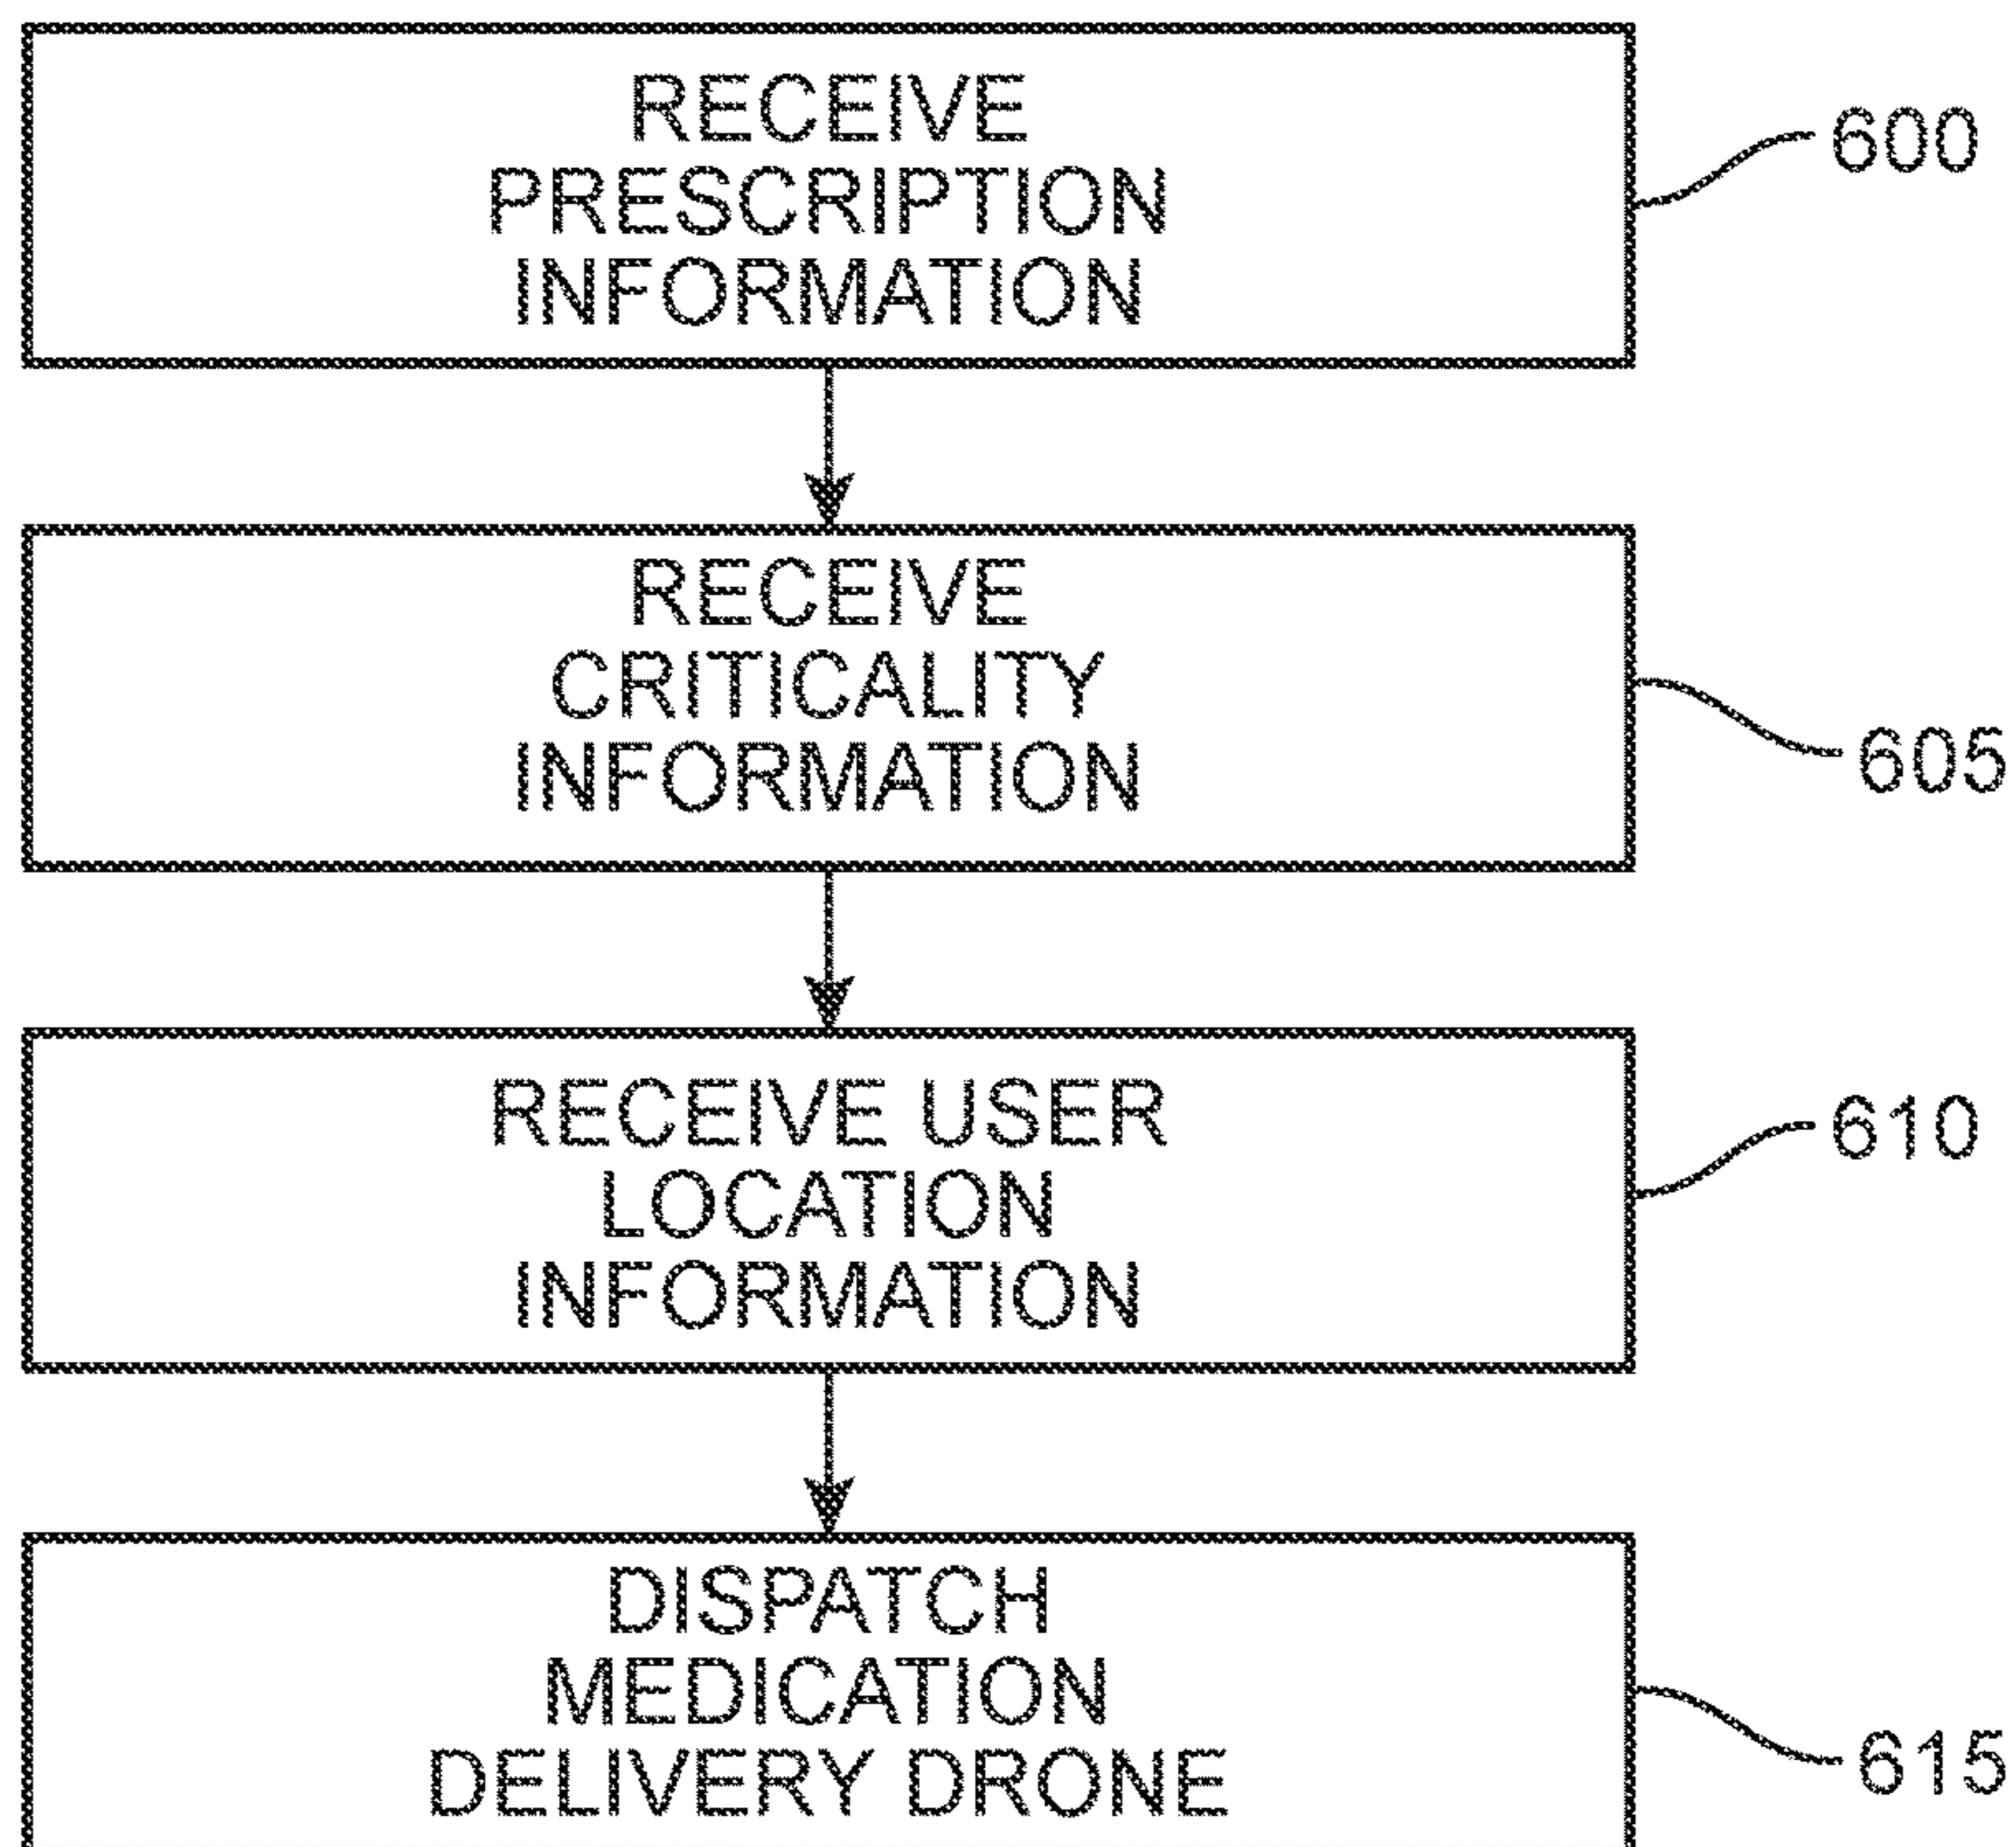 RECEIVE
PRESCRIPTION
INFORMATION
600
RECEIVE
CRITICALITY
INFORMATION
605
RECEIVE USER
LOCATION
INFORMATION
610
DISPATCH
MEDICATION
DELIVERY DRONE
615